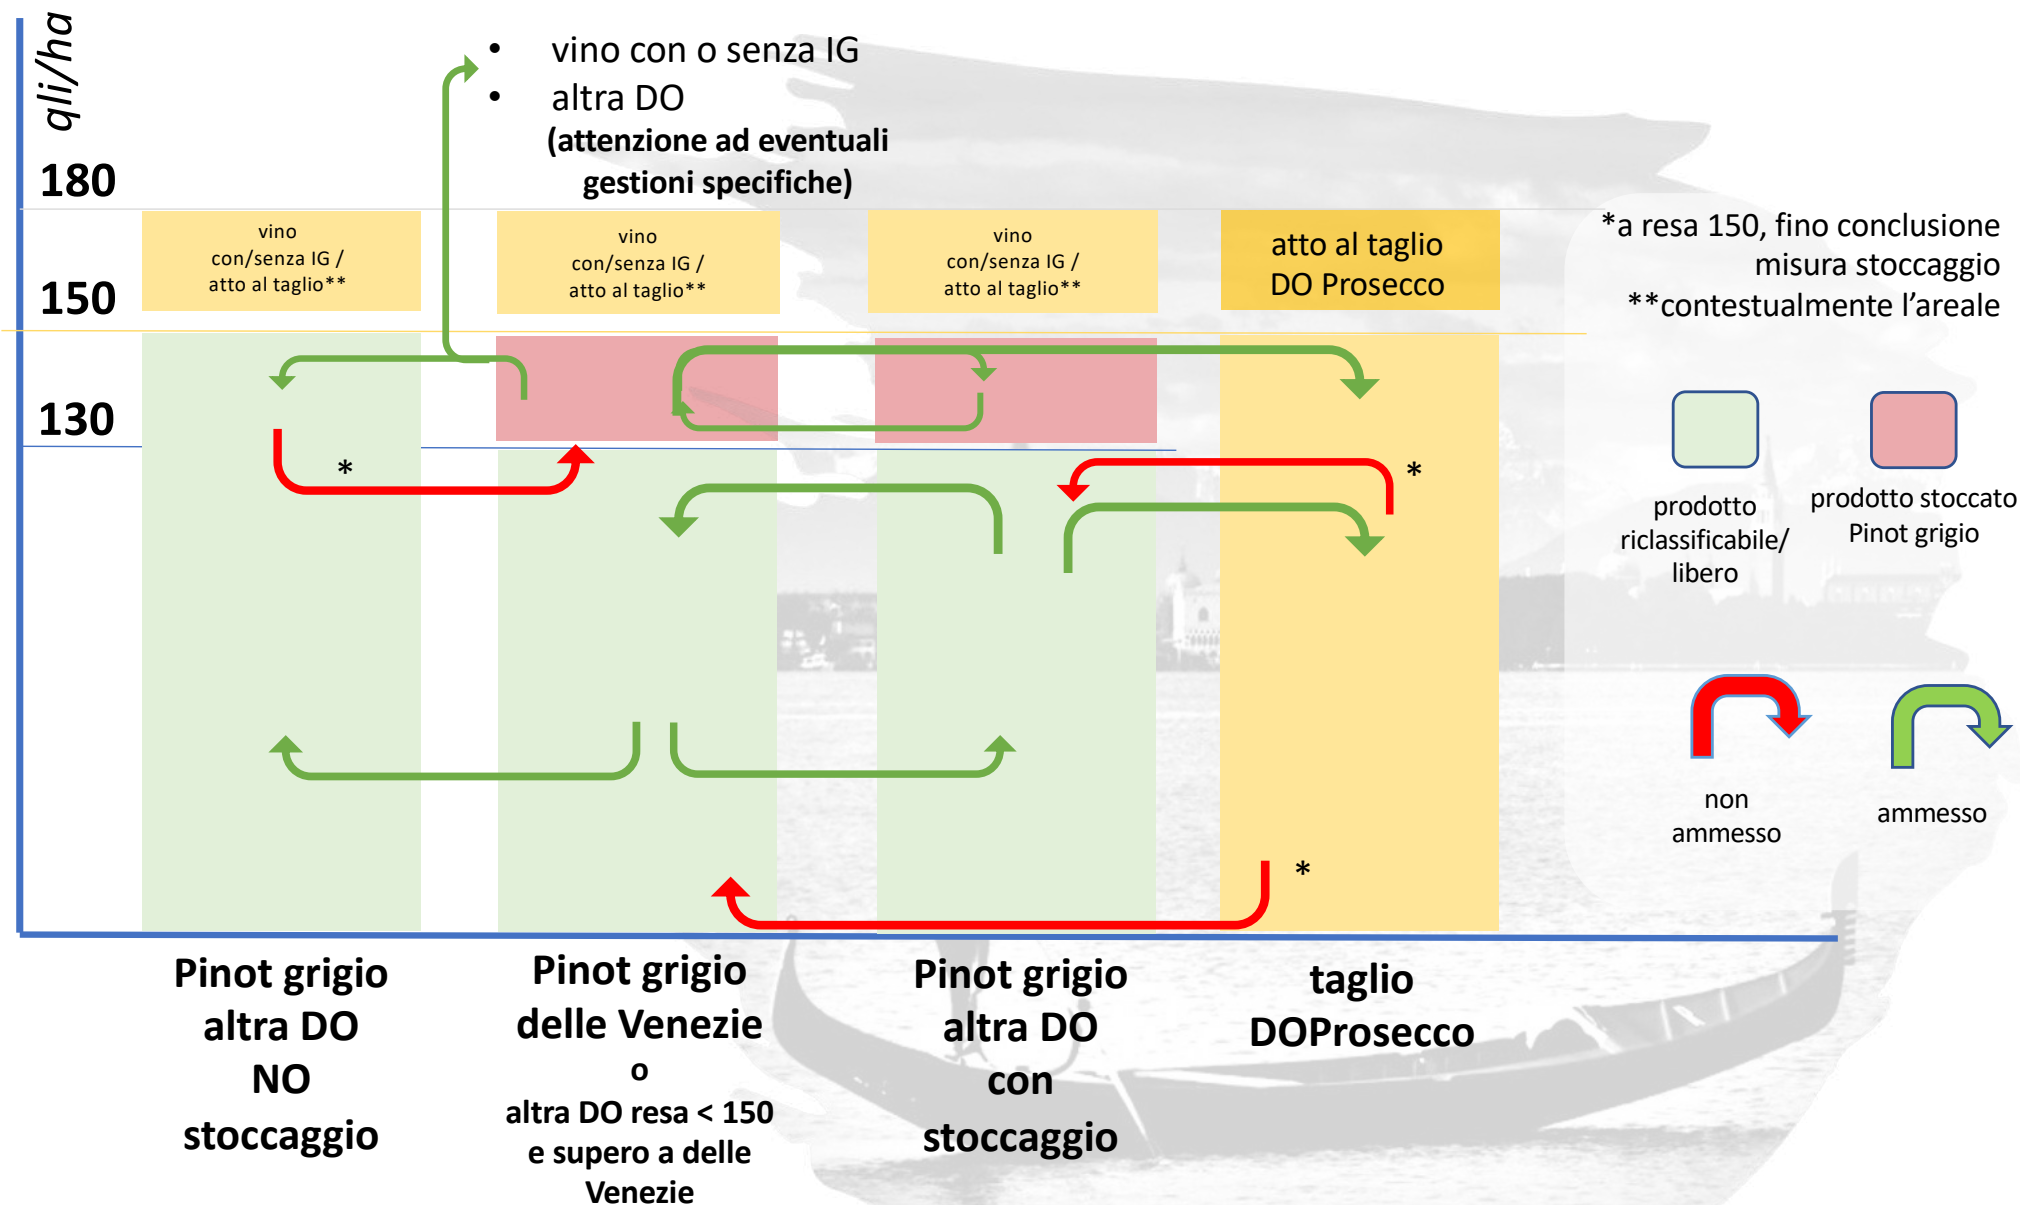 qli/ha
• vino con o senza IG
• altra DO
(attenzione ad eventuali
gestioni specifiche)
180
150
130
vino
con/senza IG /
atto al taglio**
vino
con/senza IG /
atto al taglio**
vino
con/senza IG /
atto al taglio**
atto al taglio
DO Prosecco
*a resa 150, fino conclusione
misura stoccaggio
**contestualmente l'areale
*
*
*
prodotto
riclassificabile/
libero
prodotto stoccato
Pinot grigio
non
ammesso
ammesso
Pinot grigio
altra DO
NO
stoccaggio
Pinot grigio
delle Venezie
o
altra DO resa < 150
e supero a delle
Venezie
Pinot grigio
altra DO
con
stoccaggio
taglio
DOProsecco